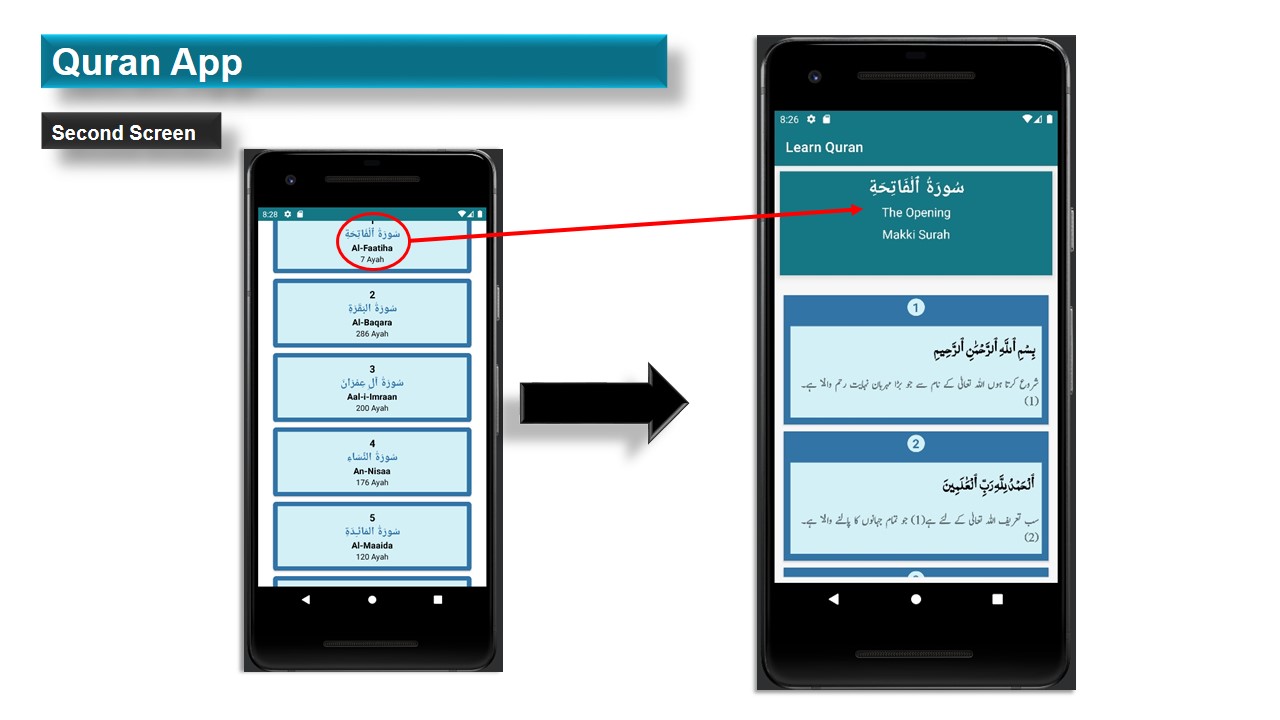 Quran App
Second Screen
8:28
سُورَةُ ٱلْفَاتِحَةِ
Al-Faatiha
7 Ayah
2
سُورَةُ البَقَرَةِ
Al-Baqara
286 Ayah
3
سُورَةُ آلِ عِمۡرَانَ
Aal-i-Imraan
200 Ayah
4
سُورَةُ النِّسَاءِ
An-Nisaa
176 Ayah
5
سُورَةُ المَائـِدَةِ
Al-Maaida
120 Ayah
8:26
Learn Quran
سُورَةُ ٱلْفَاتِحَةِ
The Opening
Makki Surah
1
بِسْمِ ٱللَّهِ ٱلرَّحْمَٰنِ ٱلرَّحِيمِ
شروع کرتا ہوں اللہ تعالیٰ کے نام سے جو بڑا مہربان نہایت رحم واﻻ ہے۔
(1)
2
ٱلْحَمْدُ لِلَّهِ رَبِّ ٱلْعَٰلَمِينَ
سب تعریف اللہ تعالیٰ کے لئے ہے(1) جو تمام جہانوں کا پالنے واﻻ ہے۔
(2)